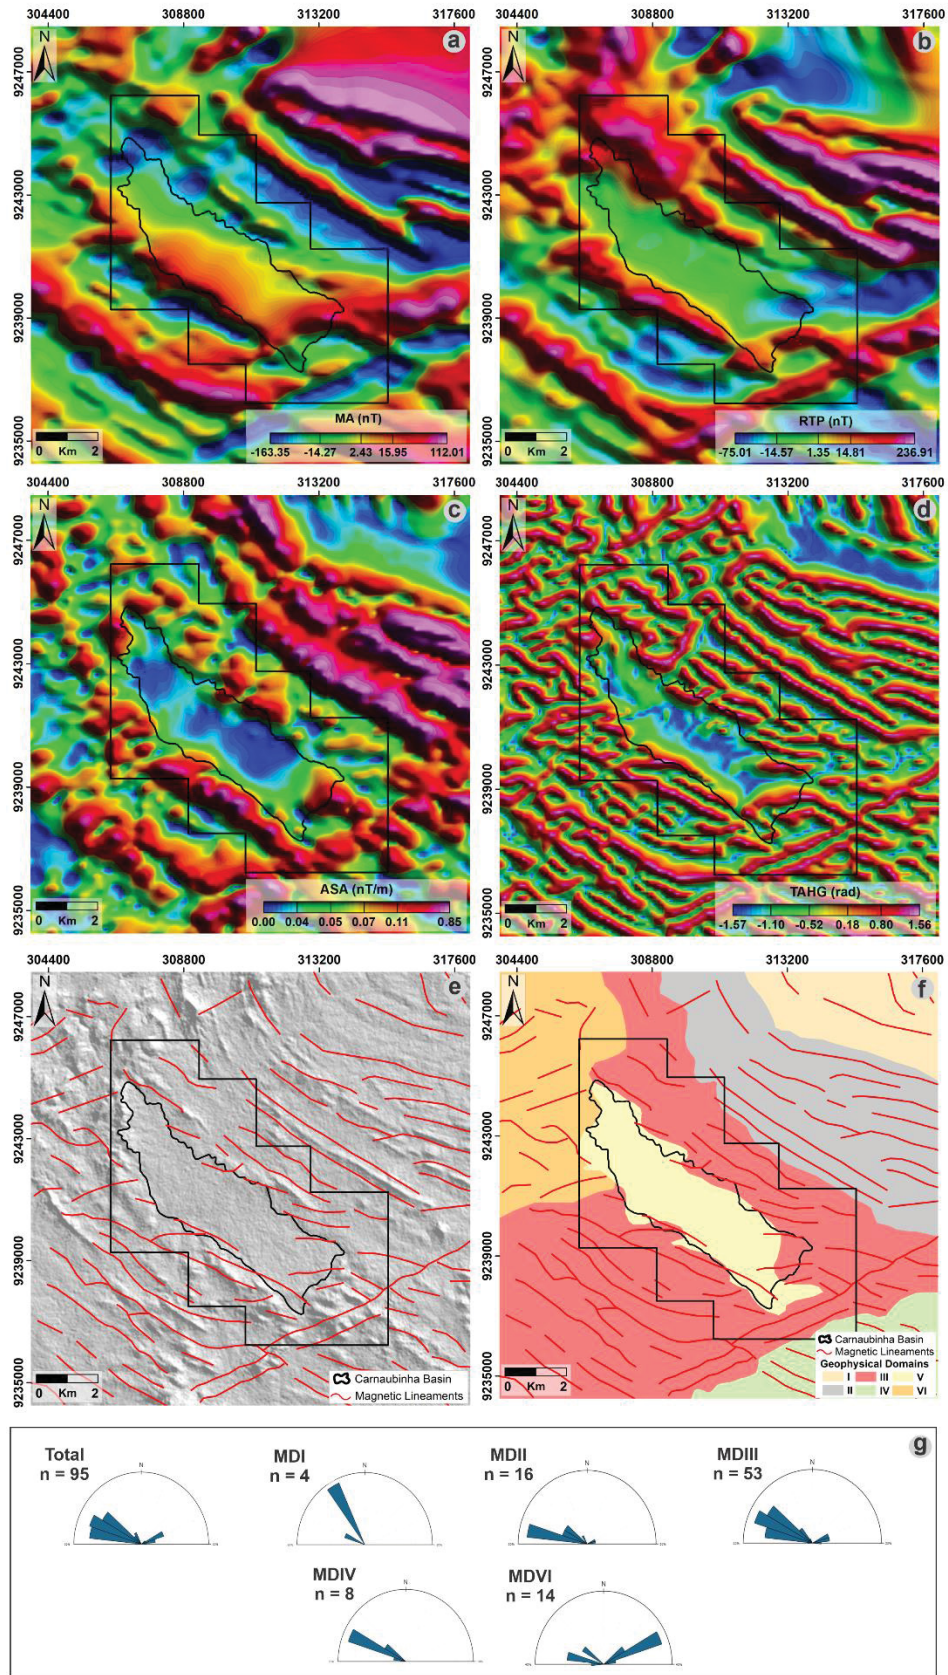 304400 308800 313200 317600
304400 308800 313200 317600
N
a
9247000
9243000
9239000
9235000
MA (nT)
-163.35 -14.27 2.43 15.95 112.01
0 Km 2
N
b
9247000
9243000
9239000
9235000
RTP (nT)
-75.01 -14.57 1.35 14.81 236.91
0 Km 2
304400 308800 313200 317600
304400 308800 313200 317600
N
c
9247000
9243000
9239000
9235000
ASA (nT/m)
0.00 0.04 0.05 0.07 0.11 0.85
0 Km 2
N
d
9247000
9243000
9239000
9235000
TAHG (rad)
-1.57 -1.10 -0.52 0.18 0.80 1.56
0 Km 2
304400 308800 313200 317600
304400 308800 313200 317600
N
e
9247000
9243000
9239000
9235000
0 Km 2
Carnaubinha Basin
Magnetic Lineaments
N
f
9247000
9243000
9239000
9235000
0 Km 2
Carnaubinha Basin
Magnetic Lineaments
Geophysical Domains
I III V
II IV VI
g
Total
n = 95
N
MDI
n = 4
N
MDII
n = 16
N
MDIII
n = 53
N
MDIV
n = 8
N
MDVI
n = 14
N